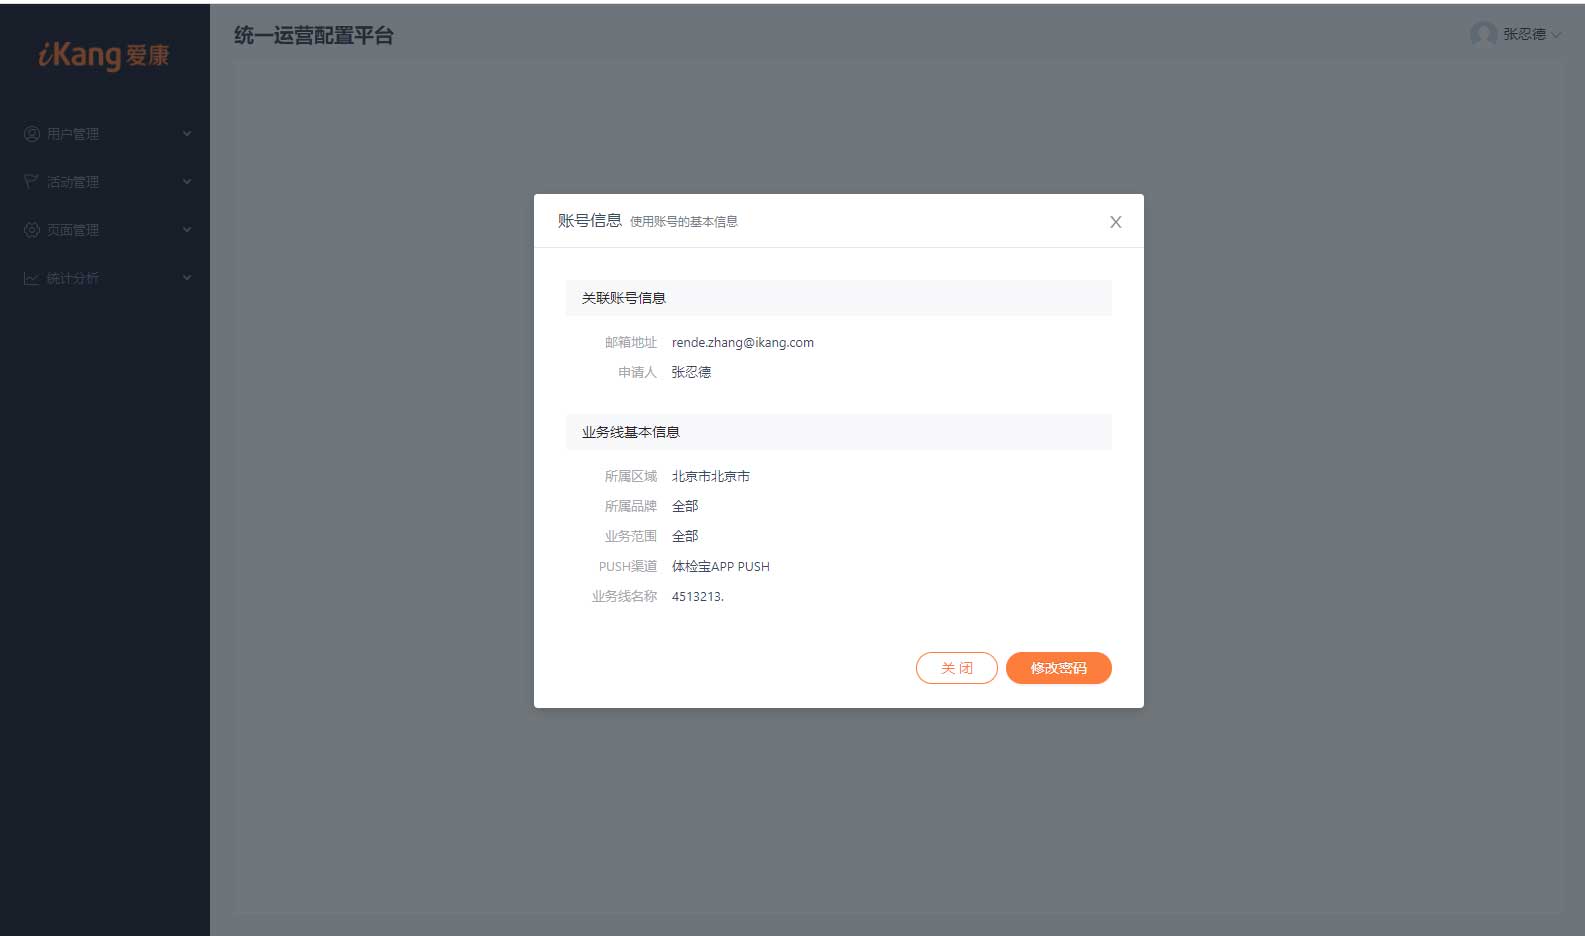 iKang 爱康
统一运营配置平台
张忍德
用户管理
活动管理
页面管理
统计分析
账号信息 使用账号的基本信息
关联账号信息
邮箱地址 rende.zhang@ikang.com
申请人 张忍德
业务线基本信息
所属区域 北京市北京市
所属品牌 全部
业务范围 全部
PUSH渠道 体检宝APP PUSH
业务线名称 4513213.
关 闭 修改密码